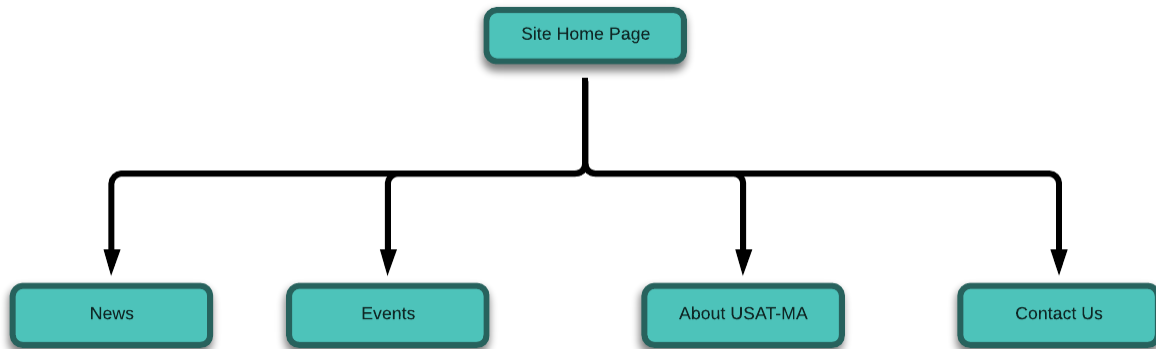 Site Home Page
News
Events
About USAT-MA
Contact Us